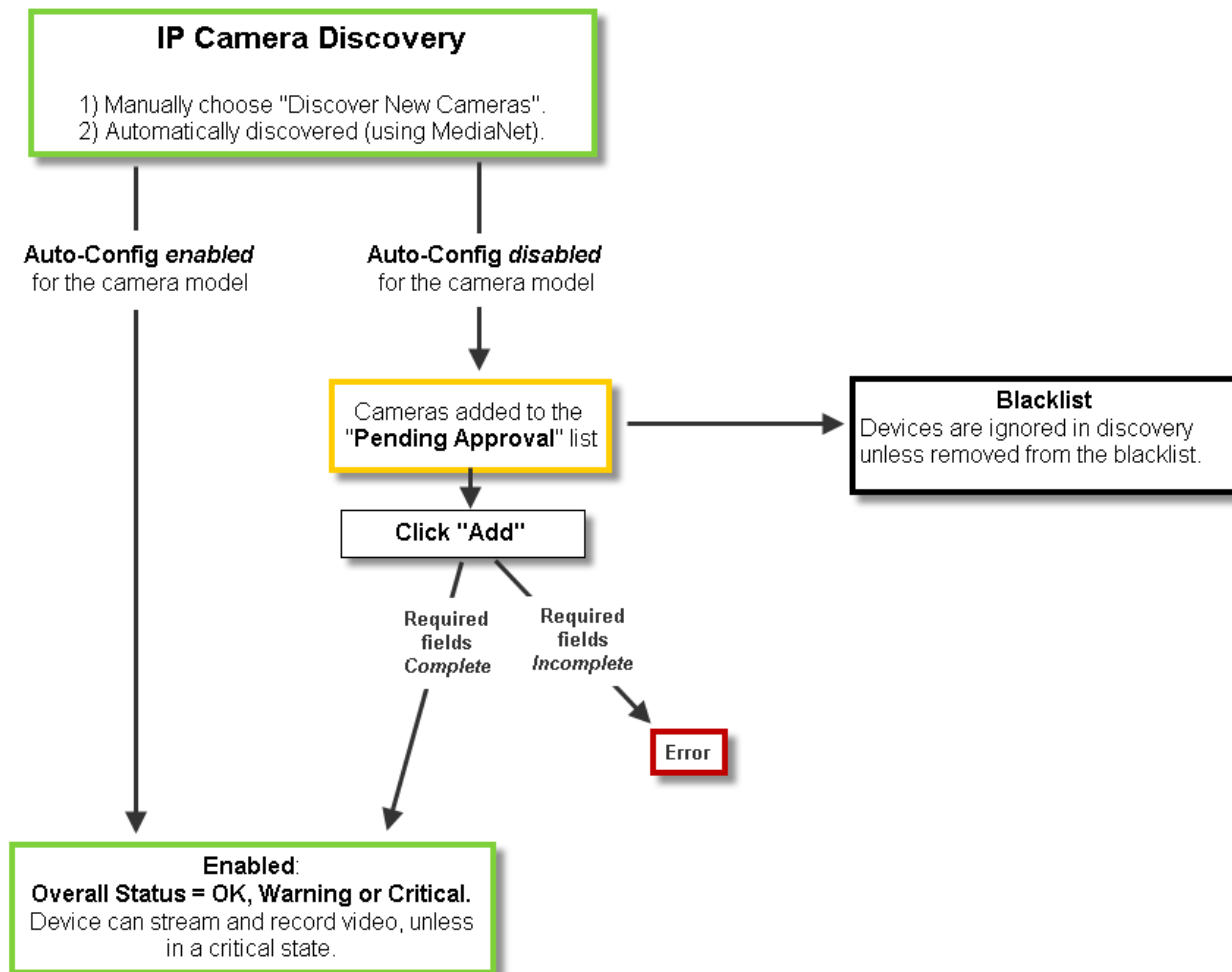 IP Camera Discovery
1) Manually choose "Discover New Cameras".
2) Automatically discovered (using MediaNet).
Auto-Config enabled
for the camera model
Auto-Config disabled
for the camera model
Cameras added to the
"Pending Approval" list
Blacklist
Devices are ignored in discovery
unless removed from the blacklist.
Click "Add"
Required
fields
Complete
Required
fields
Incomplete
Error
Enabled:
Overall Status = OK, Warning or Critical.
Device can stream and record video, unless
in a critical state.